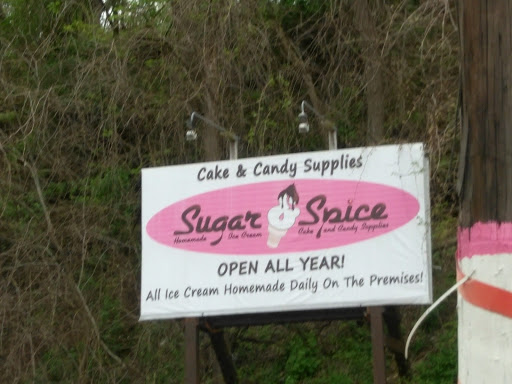 Cake & Candy Supplies
Sugar & Spice
Homemade Ice Cream Cake and Candy Supplies
OPEN ALL YEAR!
All Ice Cream Homemade Daily On The Premises!